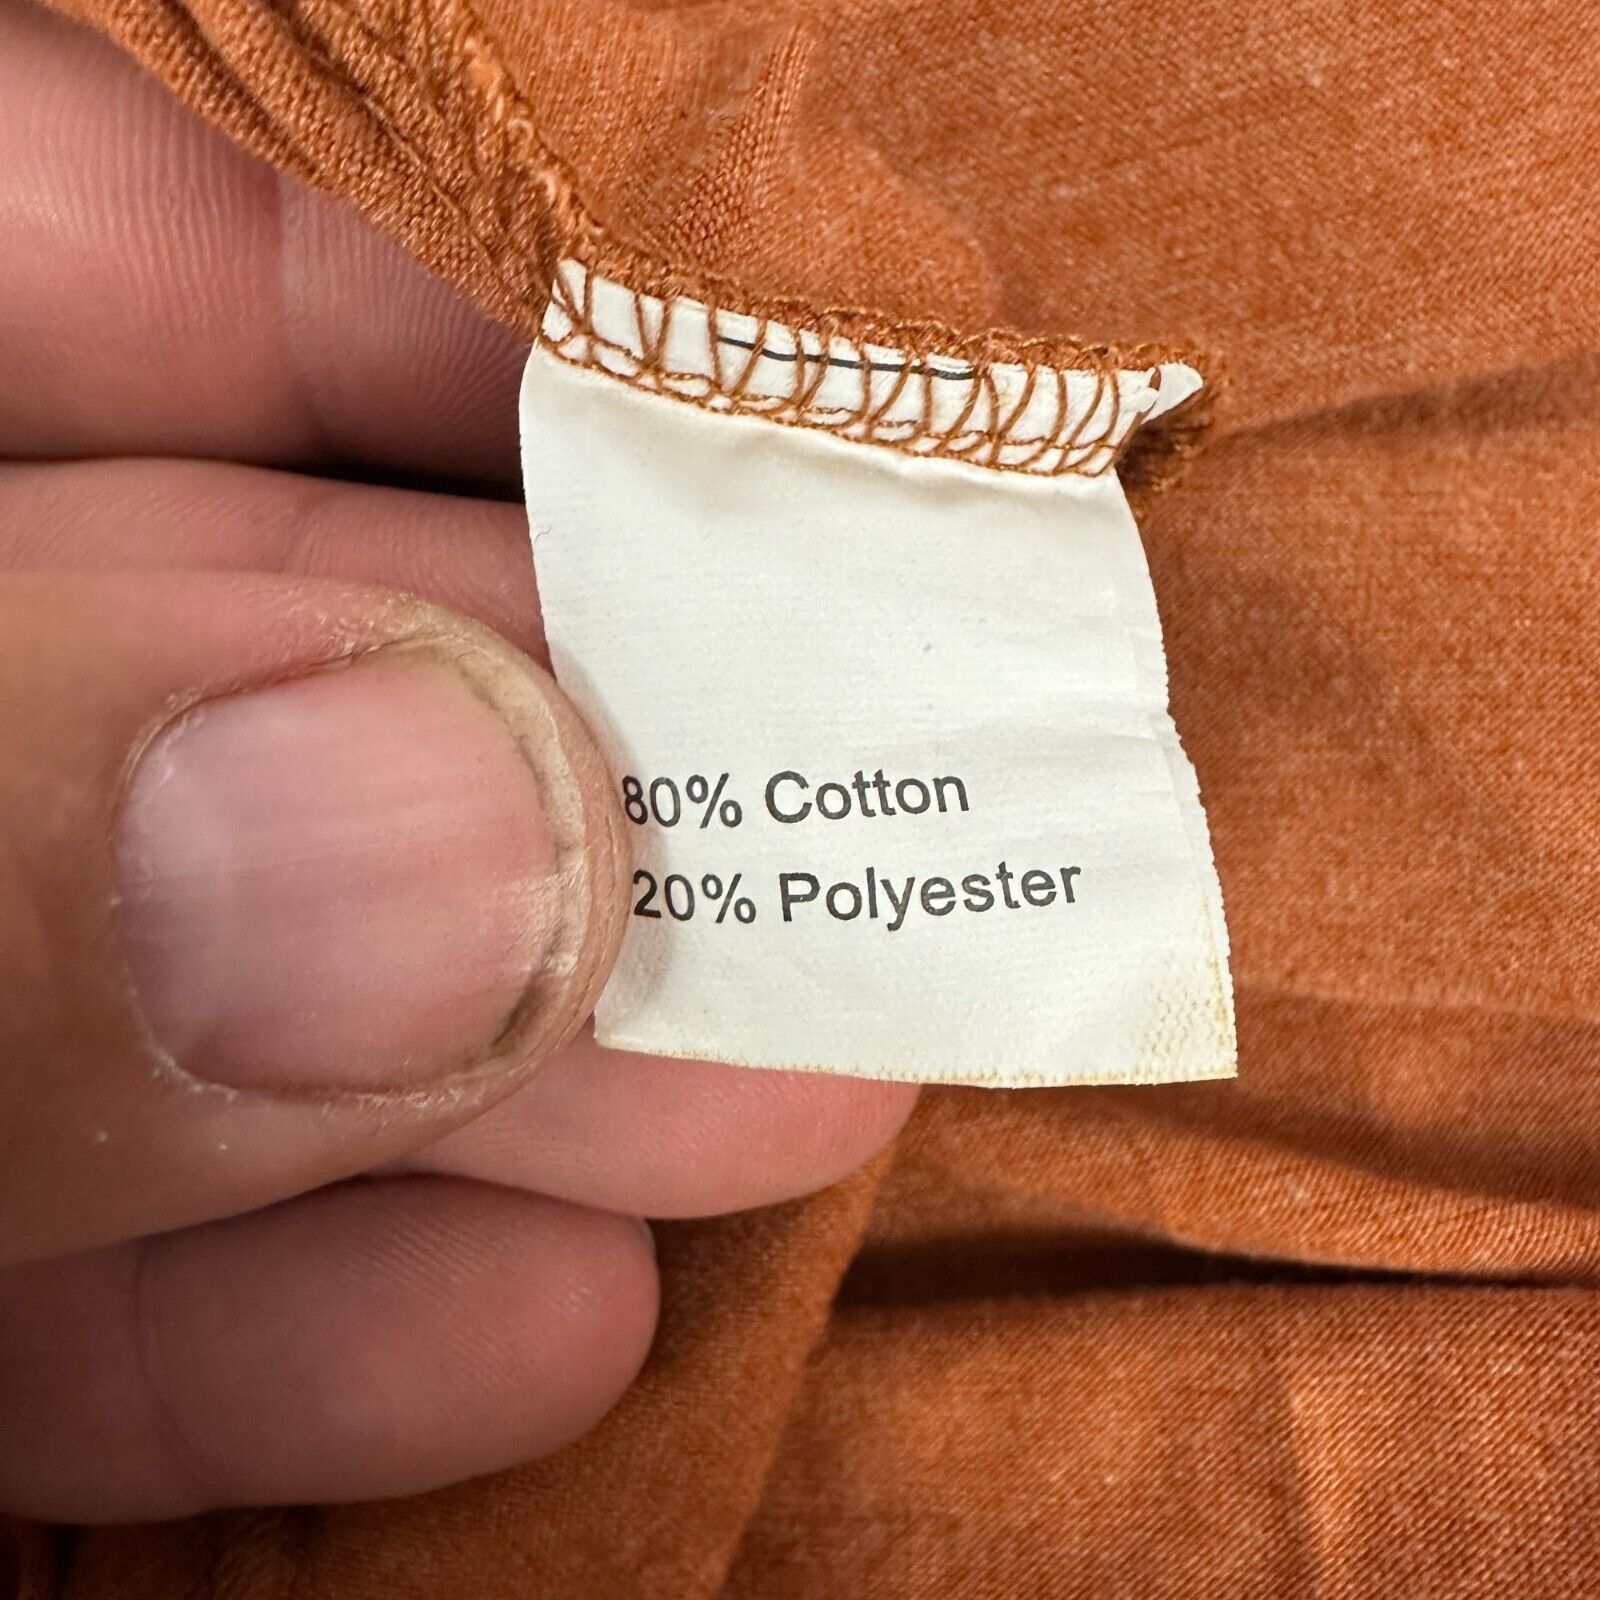 80% Cotton
20% Polyester